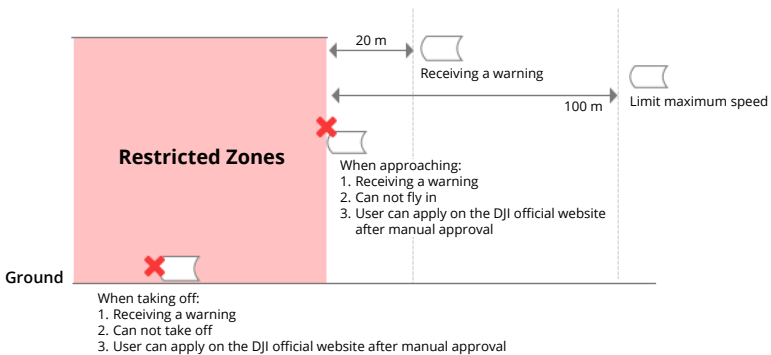 20 m
Receiving a warning
100 m
Limit maximum speed
Restricted Zones
When approaching:
1. Receiving a warning
2. Can not fly in
3. User can apply on the DJI official website
after manual approval
Ground
When taking off:
1. Receiving a warning
2. Can not take off
3. User can apply on the DJI official website after manual approval